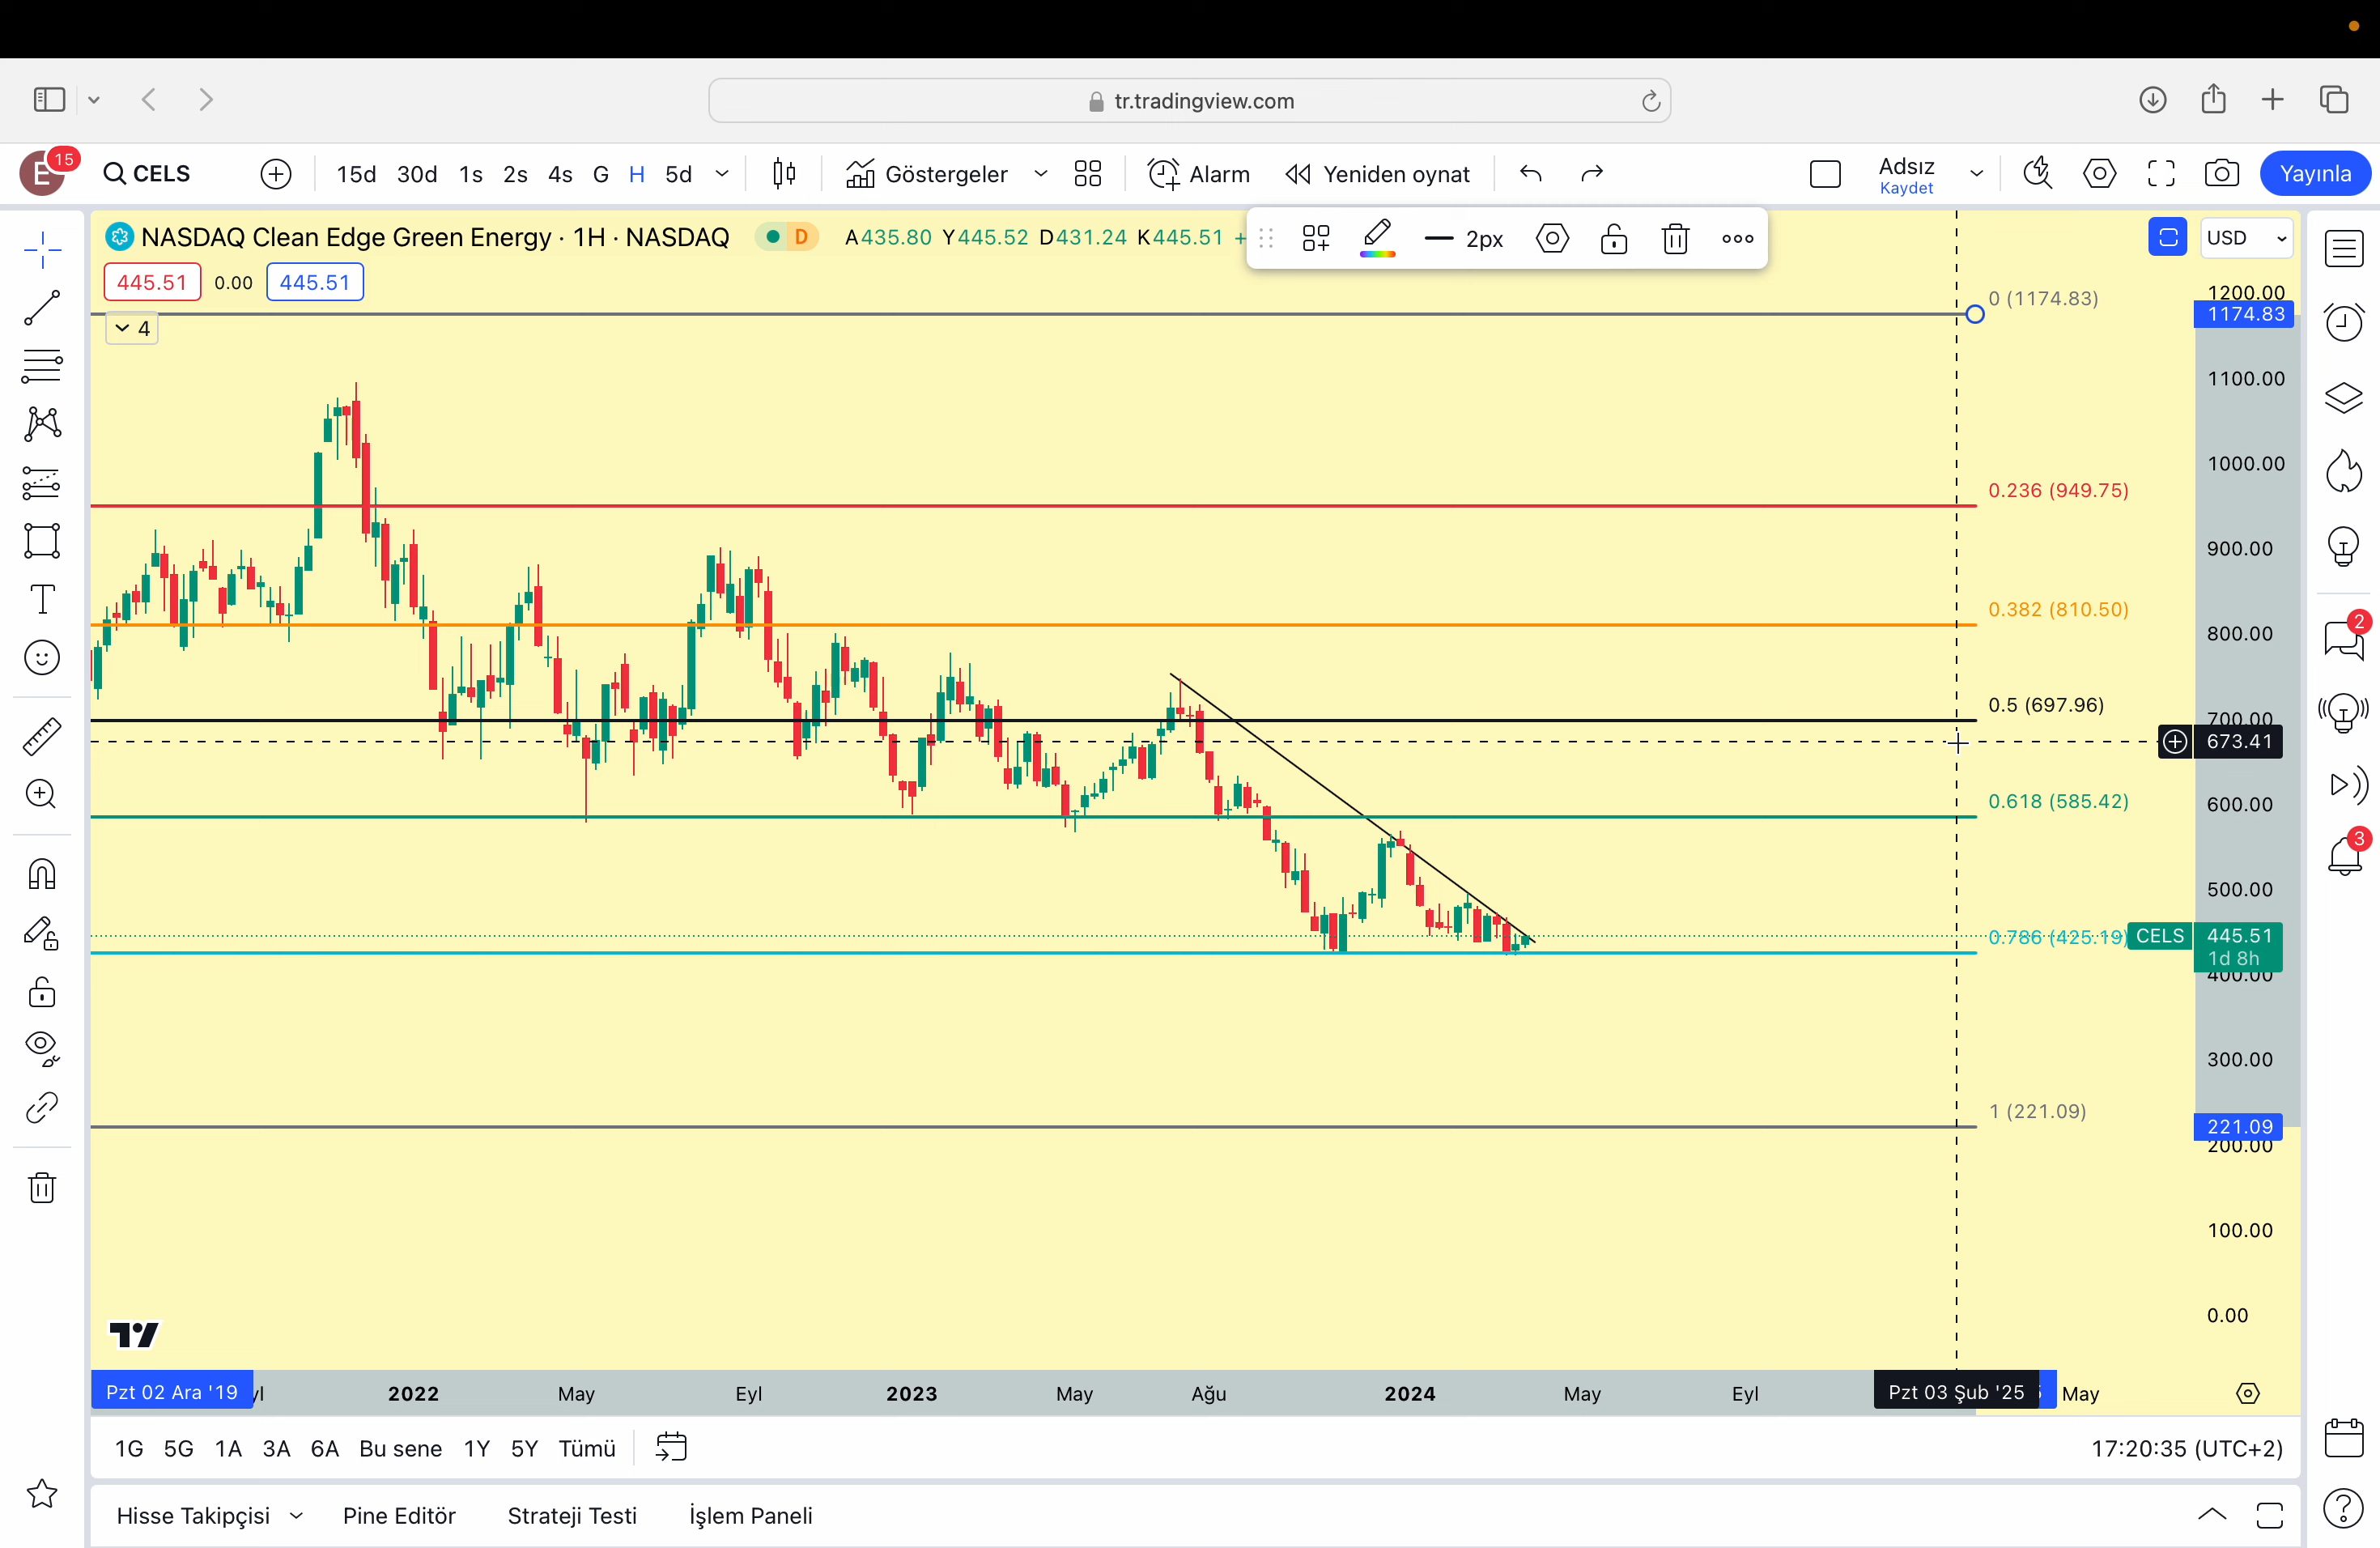 tr.tradingview.com
E 15 CELS 15d 30d 1s 2s 4s G H 5d Göstergeler Alarm Yeniden oynat Adsız Kaydet Yayınla
NASDAQ Clean Edge Green Energy · 1H · NASDAQ D A435.80 Y445.52 D431.24 K445.51 + 2px USD
445.51 0.00 445.51
4
0 (1174.83)
0.236 (949.75)
0.382 (810.50)
0.5 (697.96)
0.618 (585.42)
0.786 (425.19)
1 (221.09)
1200.00
1174.83
1100.00
1000.00
900.00
800.00
700.00
673.41
600.00
500.00
CELS 445.51
1d 8h
400.00
300.00
221.09
200.00
100.00
0.00
2
3
Pzt 02 Ara '19 2022 May Eyl 2023 May Ağu 2024 May Eyl Pzt 03 Şub '25 May
1G 5G 1A 3A 6A Bu sene 1Y 5Y Tümü 17:20:35 (UTC+2)
Hisse Takipçisi Pine Editör Strateji Testi İşlem Paneli